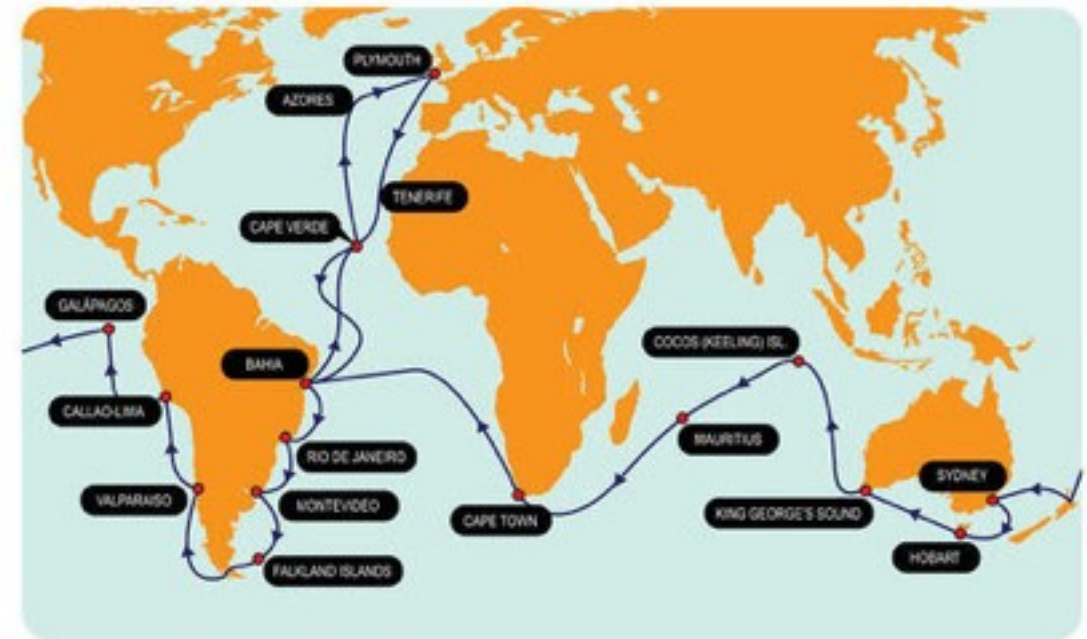 PLYMOUTH
AZORES
TENERIFE
CAPE VERDE
GALÁPAGOS
COCOS (KEELING) ISL.
BAHIA
CALLAO-LIMA
MAURITIUS
RIO DE JANEIRO
SYDNEY
VALPARAISO
MONTEVIDEO
KING GEORGE'S SOUND
CAPE TOWN
HOBART
FALKLAND ISLANDS